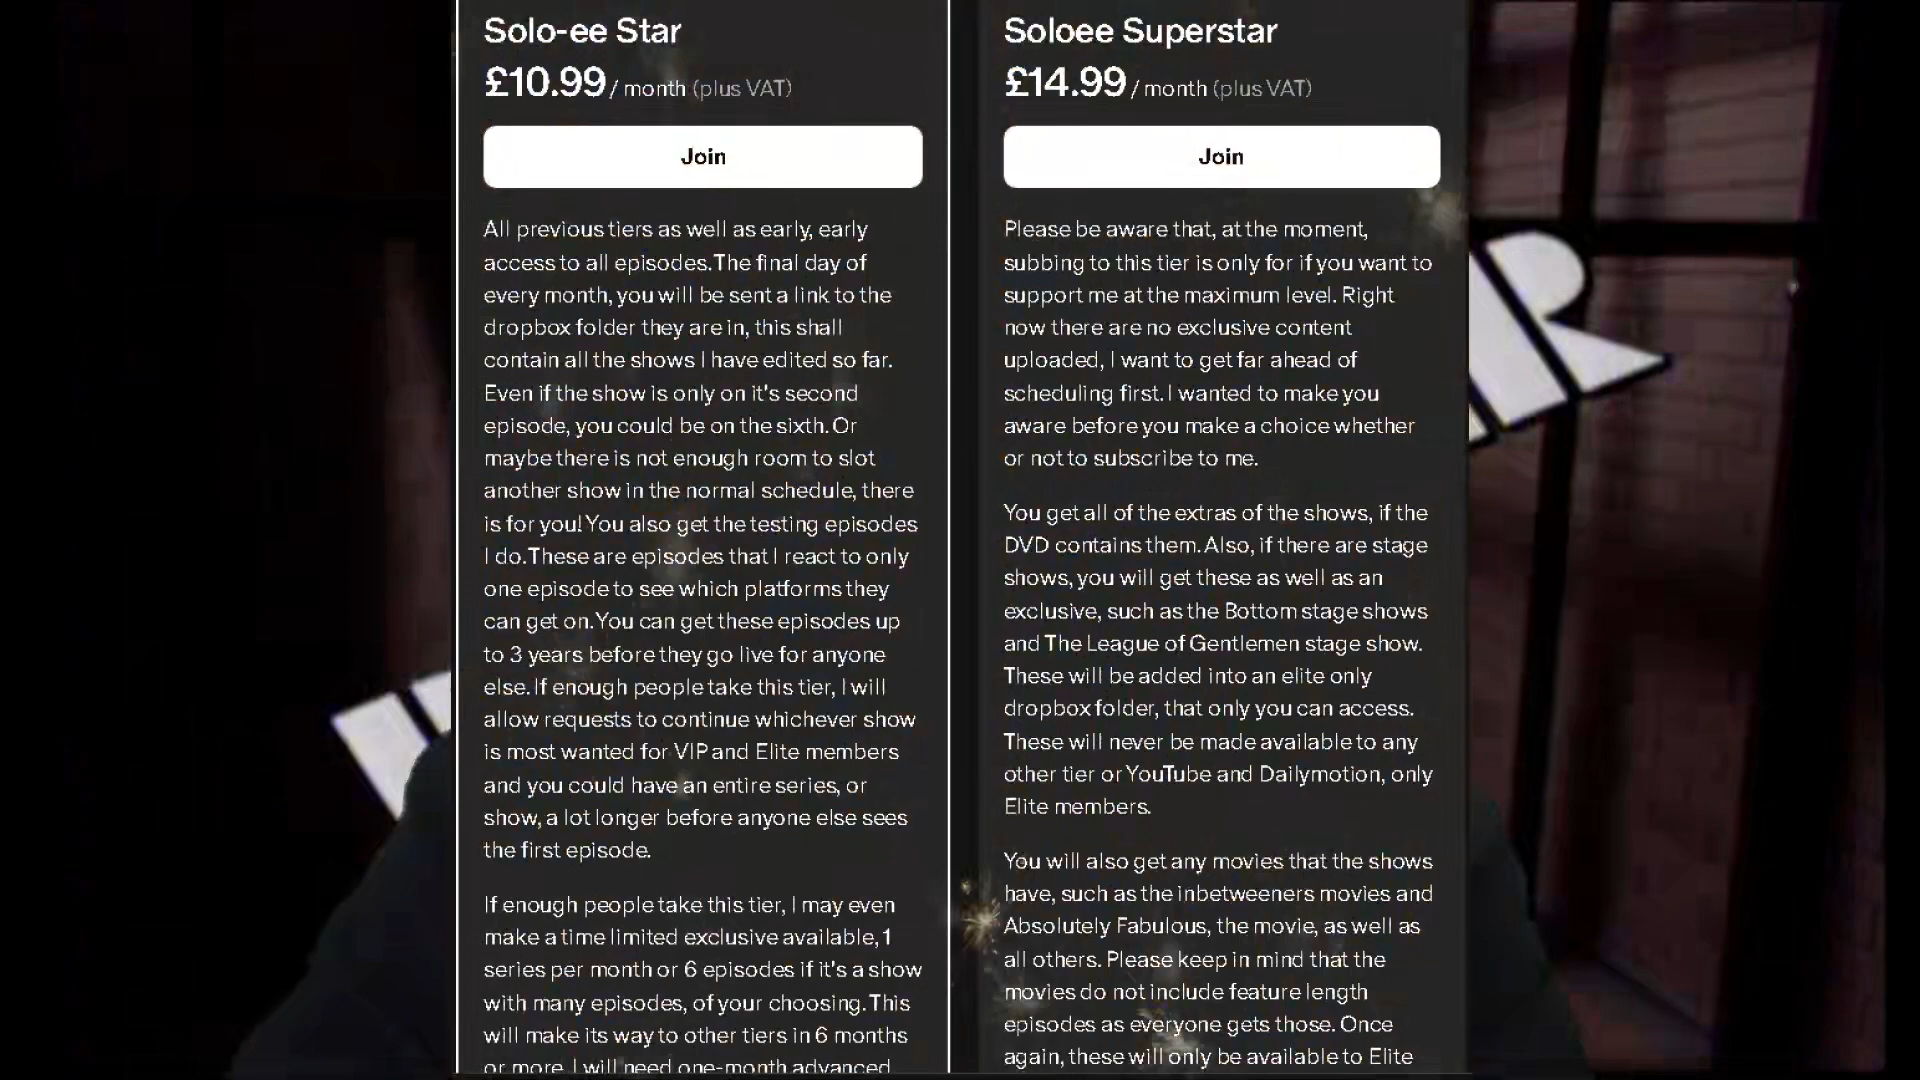 Solo-ee Star
£10.99 / month (plus VAT)
Join
All previous tiers as well as early, early
access to all episodes. The final day of
every month, you will be sent a link to the
dropbox folder they are in, this shall
contain all the shows I have edited so far.
Even if the show is only on it's second
episode, you could be on the sixth. Or
maybe there is not enough room to slot
another show in the normal schedule, there
is for you! You also get the testing episodes
I do. These are episodes that I react to only
one episode to see which platforms they
can get on. You can get these episodes up
to 3 years before they go live for anyone
else. If enough people take this tier, I will
allow requests to continue whichever show
is most wanted for VIP and Elite members
and you could have an entire series, or
show, a lot longer before anyone else sees
the first episode.
If enough people take this tier, I may even
make a time limited exclusive available, 1
series per month or 6 episodes if it's a show
with many episodes, of your choosing. This
will make its way to other tiers in 6 months
or more. I will need one-month advanced
Soloee Superstar
£14.99 / month (plus VAT)
Join
Please be aware that, at the moment,
subbing to this tier is only for if you want to
support me at the maximum level. Right
now there are no exclusive content
uploaded, I want to get far ahead of
scheduling first. I wanted to make you
aware before you make a choice whether
or not to subscribe to me.
You get all of the extras of the shows, if the
DVD contains them. Also, if there are stage
shows, you will get these as well as an
exclusive, such as the Bottom stage shows
and The League of Gentlemen stage show.
These will be added into an elite only
dropbox folder, that only you can access.
These will never be made available to any
other tier or YouTube and Dailymotion, only
Elite members.
You will also get any movies that the shows
have, such as the inbetweeners movies and
Absolutely Fabulous, the movie, as well as
all others. Please keep in mind that the
movies do not include feature length
episodes as everyone gets those. Once
again, these will only be available to Elite
R